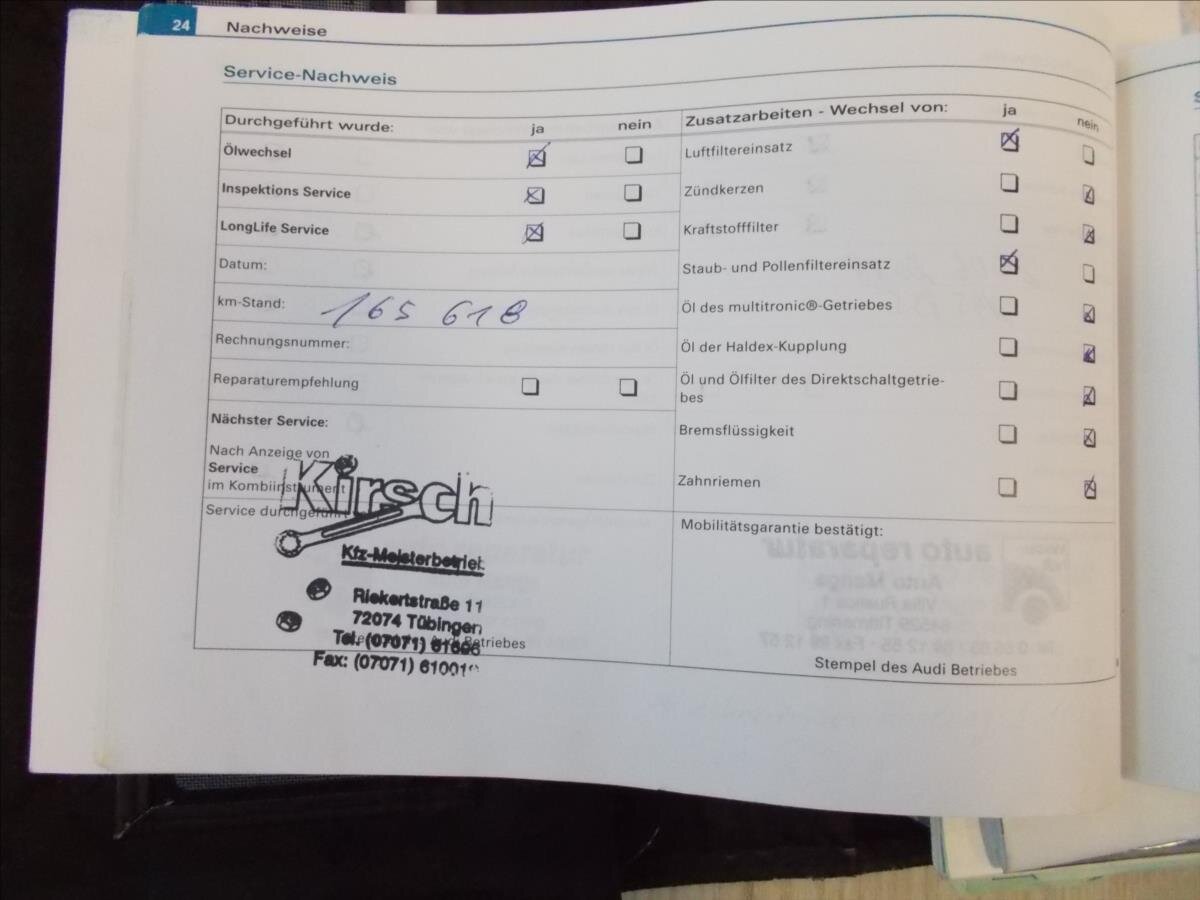 24 Nachweise
Service-Nachweis
Durchgeführt wurde: ja nein
Ölwechsel
Inspektions Service
LongLife Service
Datum:
km-Stand: 165 618
Rechnungsnummer:
Reparaturempfehlung
Nächster Service:
Nach Anzeige von
Service
im Kombiinstrument
Service durchgeführt
Kirsch
Kfz-Meisterbetrieb
Riekertstraße 11
72074 Tübingen
Tel. (07071)
Audi Betriebes
Fax: (07071) 61001
Zusatzarbeiten - Wechsel von: ja nein
Luftfiltereinsatz
Zündkerzen
Kraftstofffilter
Staub- und Pollenfiltereinsatz
Öl des multitronic®-Getriebes
Öl der Haldex-Kupplung
Öl und Ölfilter des Direktschaltgetrie-
bes
Bremsflüssigkeit
Zahnriemen
Mobilitätsgarantie bestätigt:
Stempel des Audi Betriebes